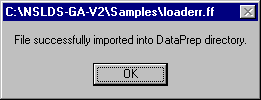 C:\NSLDS-GA-V2\Samples\loaderr.ff
File successfully imported into DataPrep directory.
OK